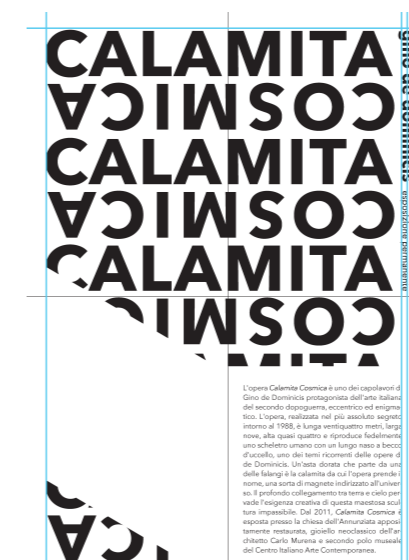 CALAMITA
COSMICA
CALAMITA
COSMICA
CALAMITA
COSMICA
gino de dominicis esposizione permanente
L'opera Calamita Cosmica è uno dei capolavori d
Gino de Dominicis protagonista dell'arte italiana
del secondo dopoguerra, eccentrico ed enigma-
tico. L'opera, realizzata nel più assoluto segreto
intorno al 1988, è lunga ventiquattro metri, larga
nove, alta quasi quattro e riproduce fedelmente
uno scheletro umano con un lungo naso a becco
d'uccello, uno dei temi ricorrenti delle opere di
de Dominicis. Un'asta dorata che parte da una
delle falangi è la calamita da cui l'opera prende i
nome, una sorta di magnete indirizzato all'univer-
so. Il profondo collegamento tra terra e cielo per-
vade l'esigenza creativa di questa maestosa scul-
tura impassibile. Dal 2011, Calamita Cosmica è
esposta presso la chiesa dell'Annunziata apposi-
tamente restaurata, gioiello neoclassico dell'ar-
chitetto Carlo Murena e secondo polo museale
del Centro Italiano Arte Contemporanea.